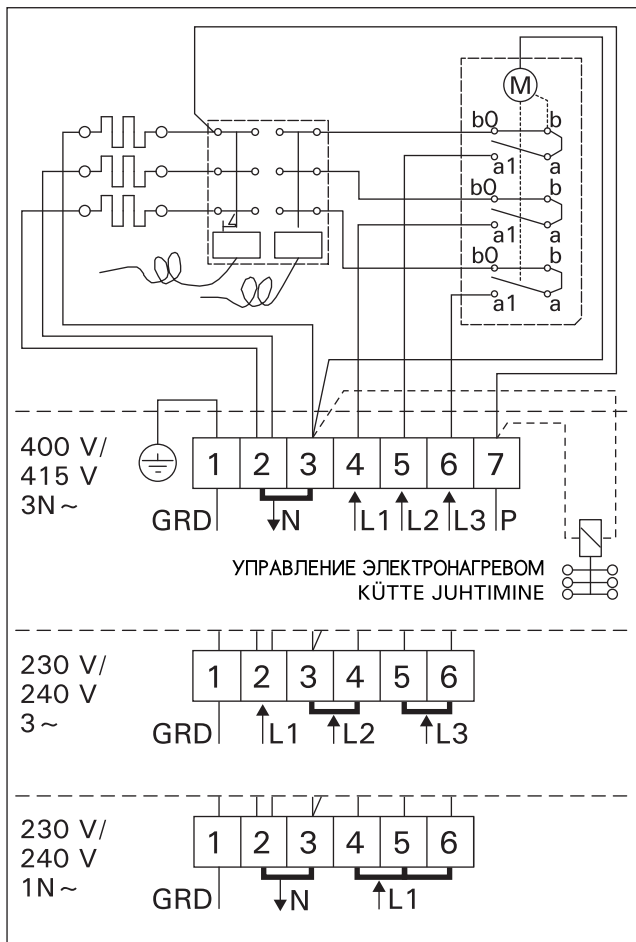 M
b0 b
a1 a
b0 b
a1 a
b0 b
a1 a
400 V/
415 V
3N~
1 2 3 4 5 6 7
GRD N L1 L2 L3 P
УПРАВЛЕНИЕ ЭЛЕКТРОНАГРЕВОМ
KÜTTE JUHTIMINE
230 V/
240 V
3~
1 2 3 4 5 6
GRD L1 L2 L3
230 V/
240 V
1N~
1 2 3 4 5 6
GRD N L1